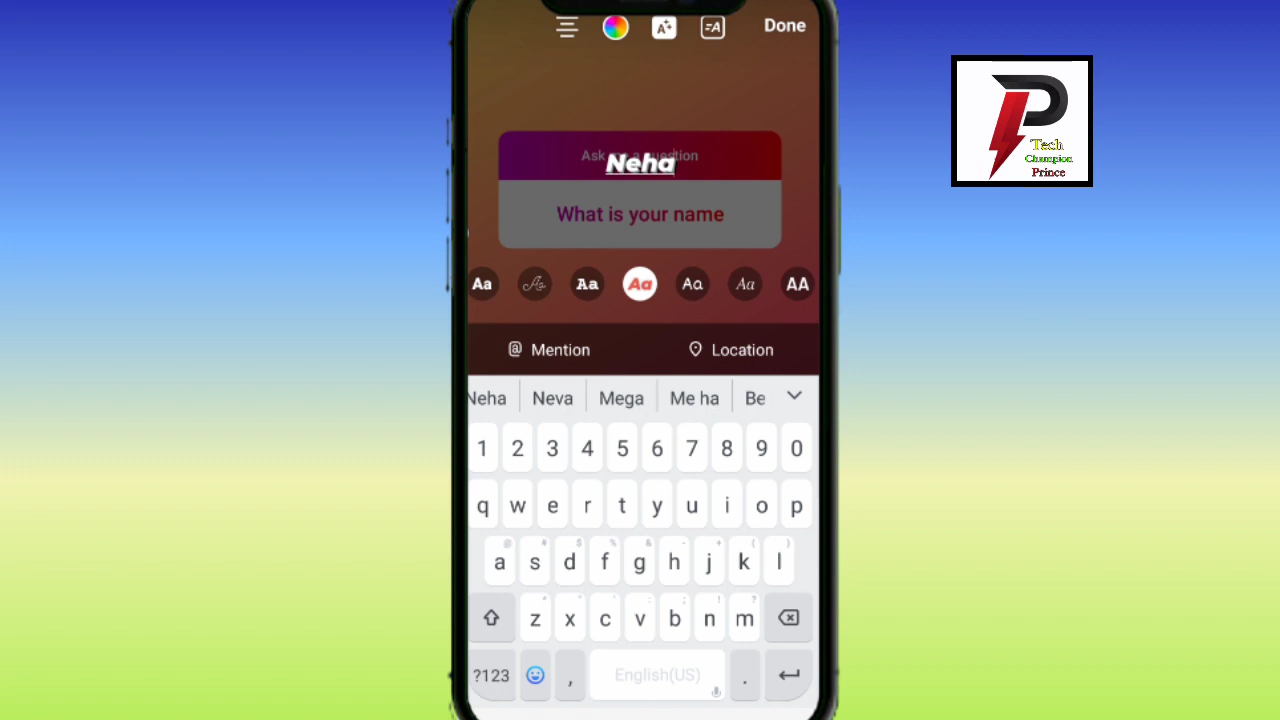 Done
Ask me a question
Neha
What is your name
Aa Aa Aa Aa Aa Aa AA
Mention
Location
Neha Neva Mega Me ha Be
1 2 3 4 5 6 7 8 9 0
q w e r t y u i o p
a s d f g h j k l
z x c v b n m
?123 , English(US) .
P
Tech
Champion
Prince